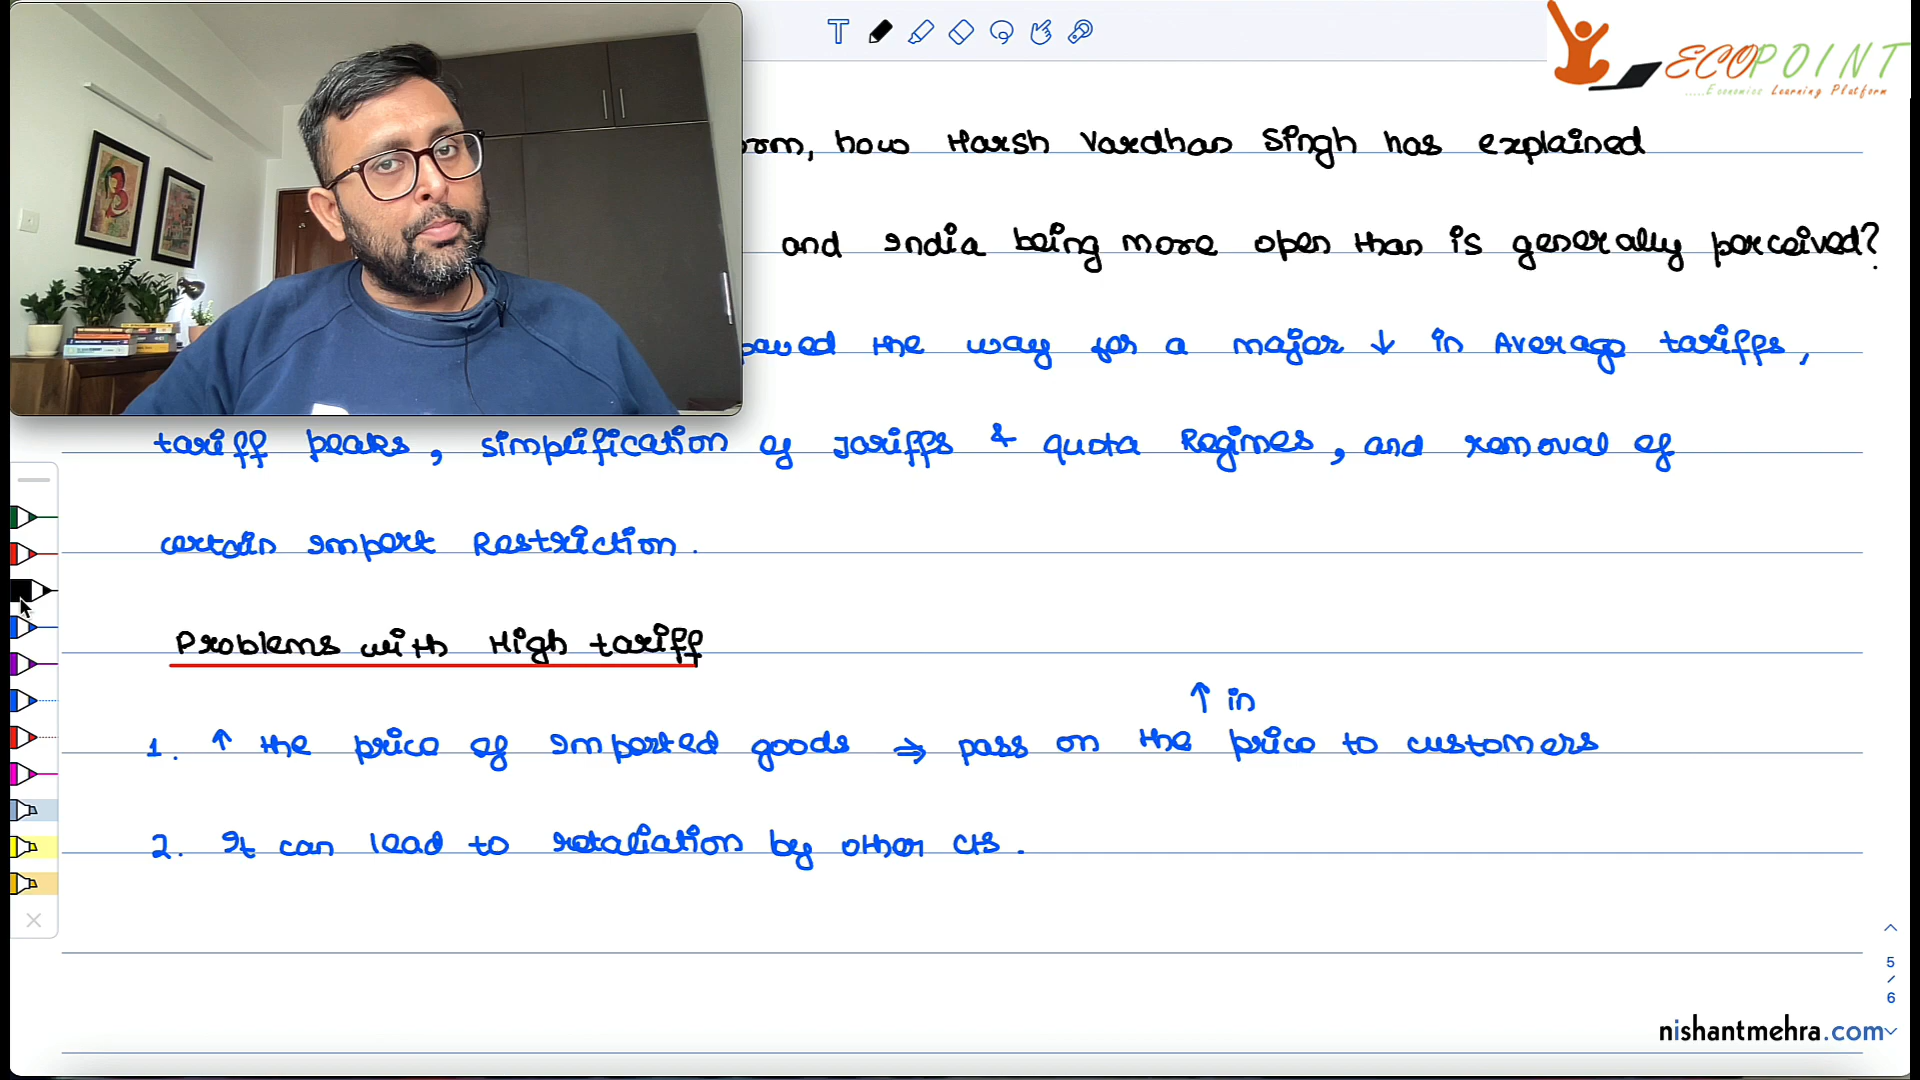 ECOPOINT
.....Economics Learning Platform
orm, how Harsh Vardhan Singh has explained
and India being more open than is generally perceived?
paved the way for a major ↓ in Average tariffs,
tariff peaks, simplification of Tariffs & quota Regimes, and removal of
certain import Restriction.
Problems with High tariff
↑ in
1. ↑ the price of imported goods ⇒ pass on the price to customers
2. It can lead to retaliation by other cts.
5
/
6
nishantmehra.com